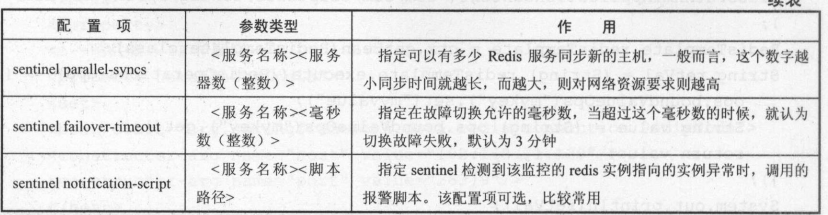 续表
配 置 项 参数类型 作 用
sentinel parallel-syncs
<服务名称><服务
器数（整数）>
指定可以有多少 Redis 服务同步新的主机，一般而言，这个数字越
小同步时间就越长，而越大，则对网络资源要求则越高
sentinel failover-timeout
<服务名称><毫秒
数（整数）>
指定在故障切换允许的毫秒数，当超过这个毫秒数的时候，就认为
切换故障失败，默认为 3 分钟
sentinel notification-script
<服务名称><脚本
路径>
指定 sentinel 检测到该监控的 redis 实例指向的实例异常时，调用的
报警脚本。该配置项可选，比较常用